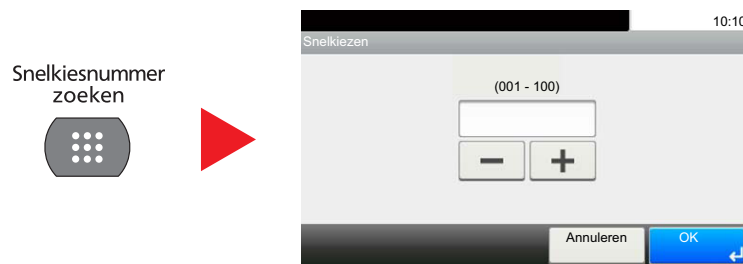 Snelkiesnummer
zoeken
10:10
Snelkiezen
(001 - 100)
Annuleren
OK